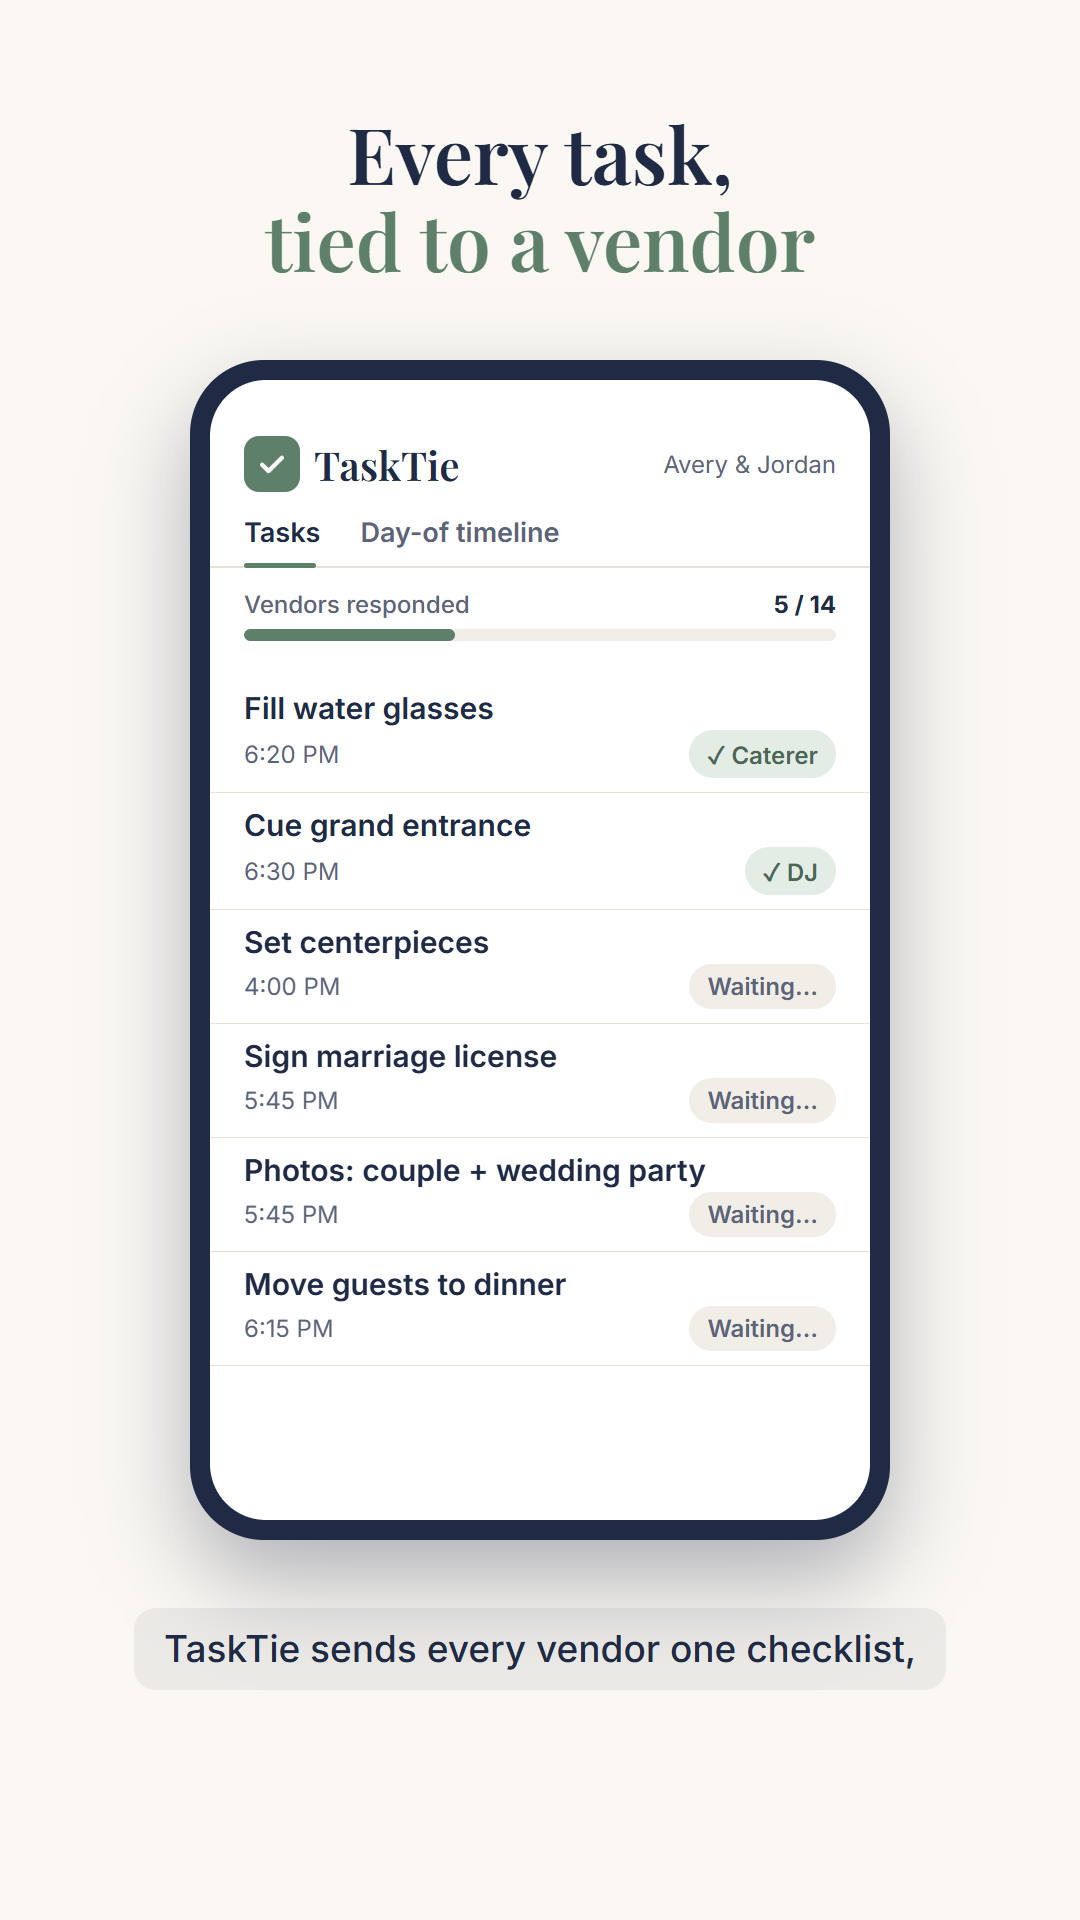 Every task,
tied to a vendor
TaskTie
Avery & Jordan
Tasks
Day-of timeline
Vendors responded
5 / 14
Fill water glasses
6:20 PM
✓ Caterer
Cue grand entrance
6:30 PM
✓ DJ
Set centerpieces
4:00 PM
Waiting...
Sign marriage license
5:45 PM
Waiting...
Photos: couple + wedding party
5:45 PM
Waiting...
Move guests to dinner
6:15 PM
Waiting...
TaskTie sends every vendor one checklist,